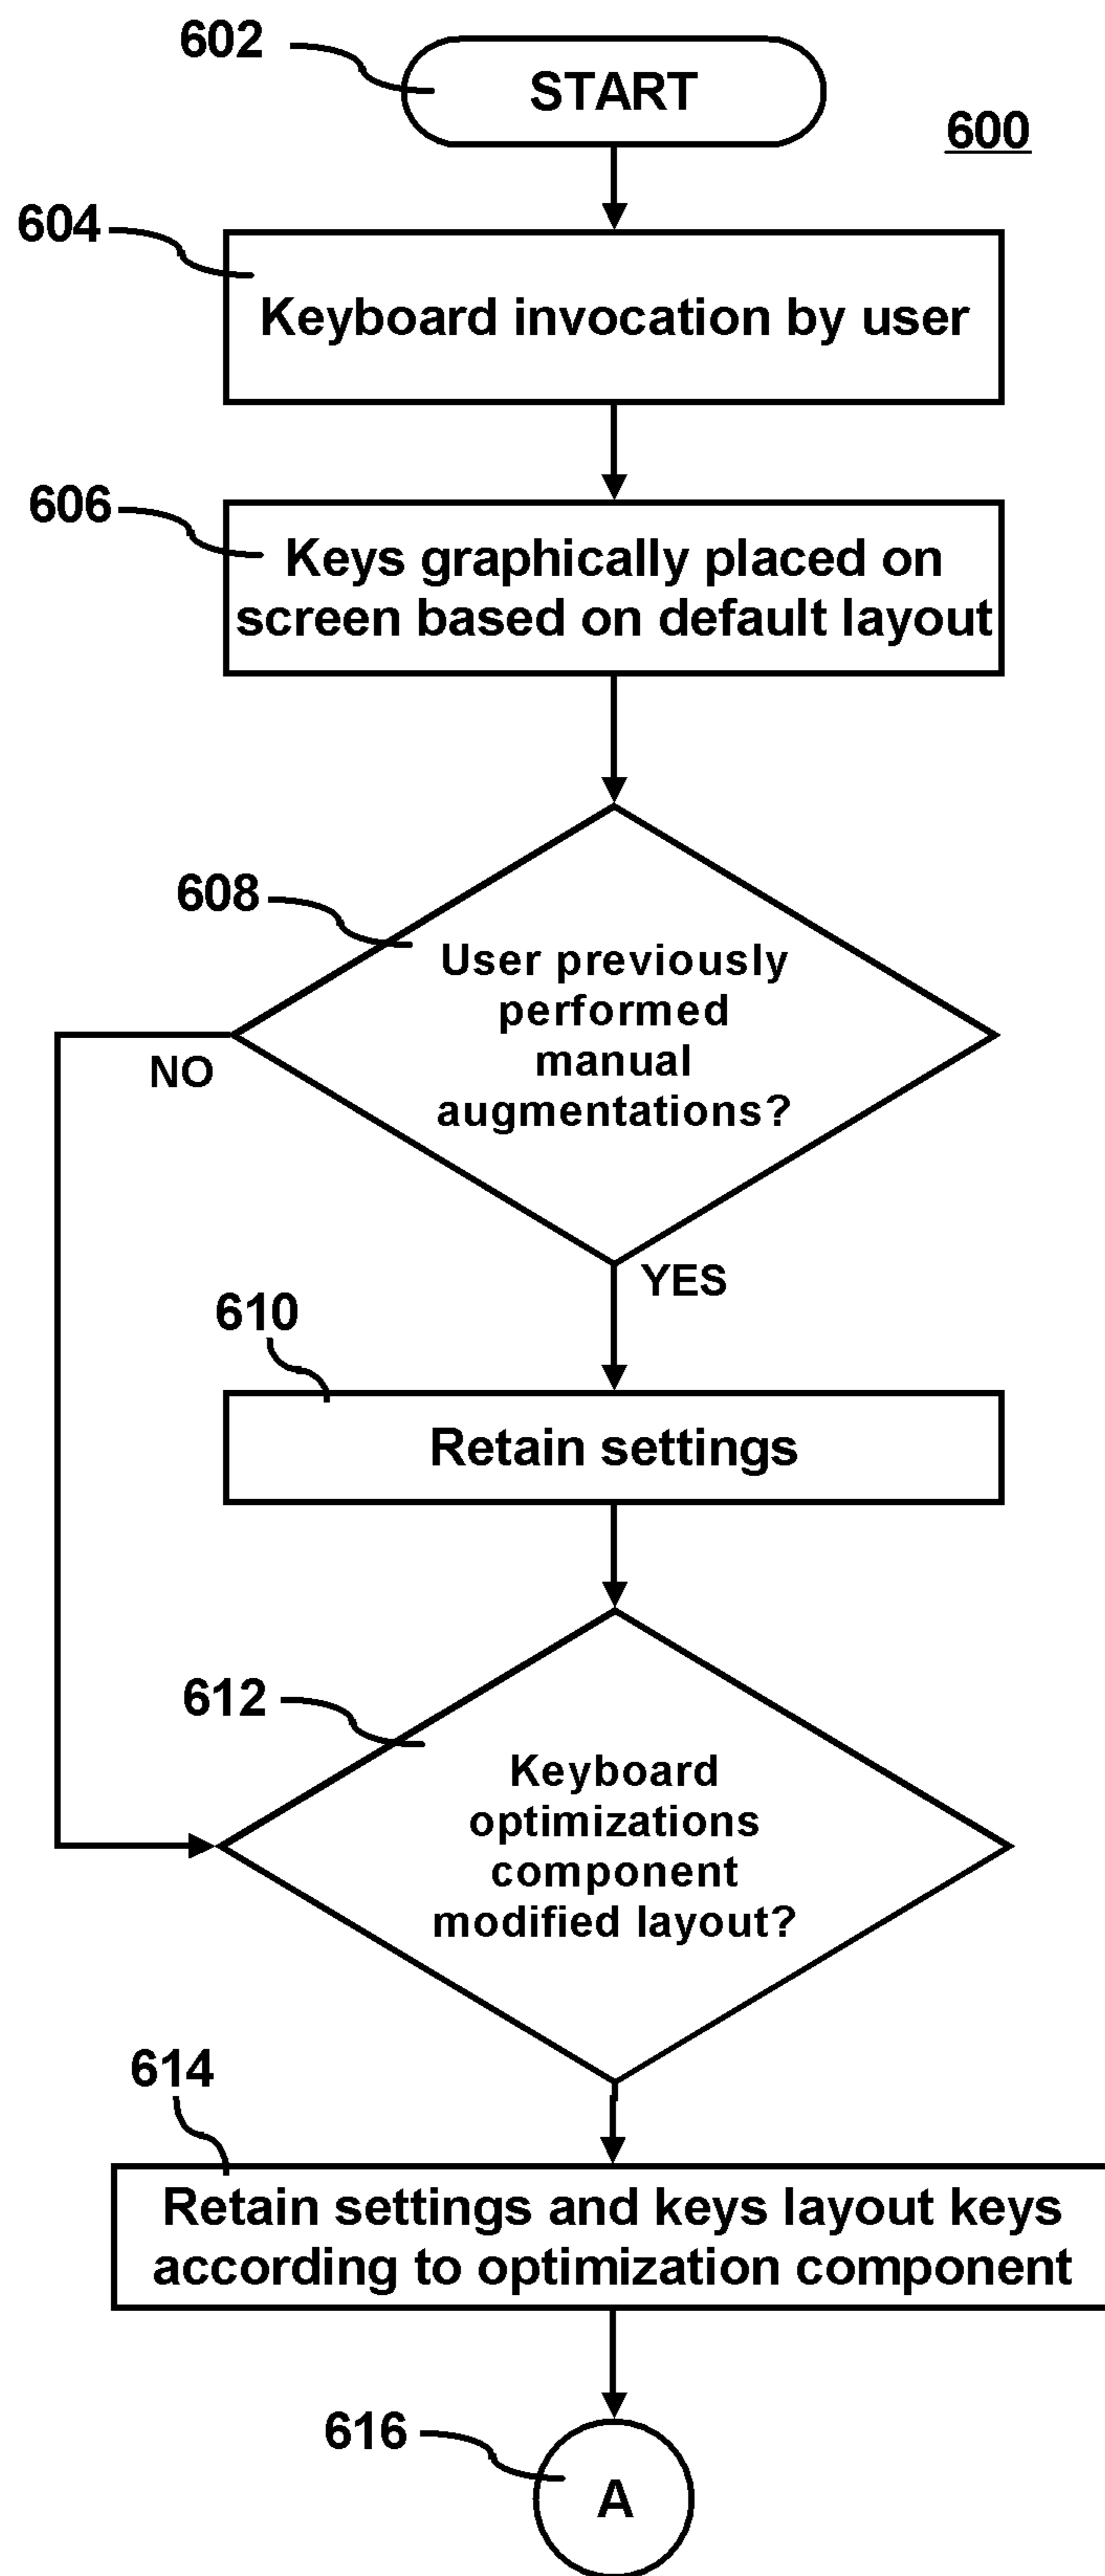 602
START
600
604
Keyboard invocation by user
606
Keys graphically placed on
screen based on default layout
608
User previously
performed
manual
augmentations?
NO
YES
610
Retain settings
612
Keyboard
optimizations
component
modified layout?
614
Retain settings and keys layout keys
according to optimization component
616
A